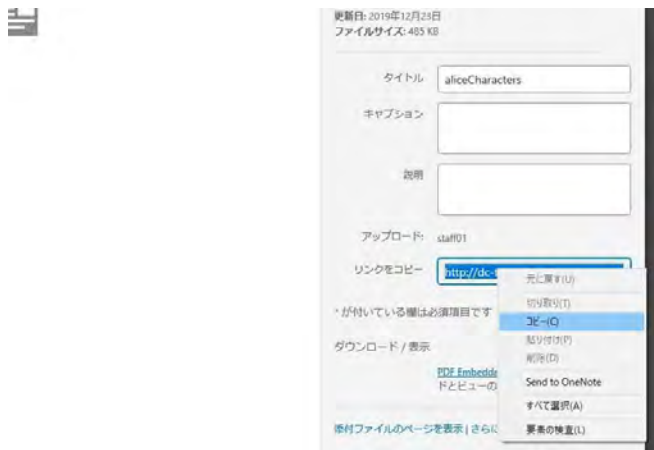 更新日: 2019年12月23日
ファイルサイズ: 485 KB
タイトル aliceCharacters
キャプション
説明
アップロード: staff01
リンクをコピー http://dc-
元に戻す(U)
切り取り(T)
* が付いている欄は必須項目です
コピー(C)
貼り付け(P)
削除(D)
ダウンロード / 表示
PDF Embedde
Send to OneNote
ドとビューの
すべて選択(A)
添付ファイルのページを表示 | さらに
要素の検査(L)